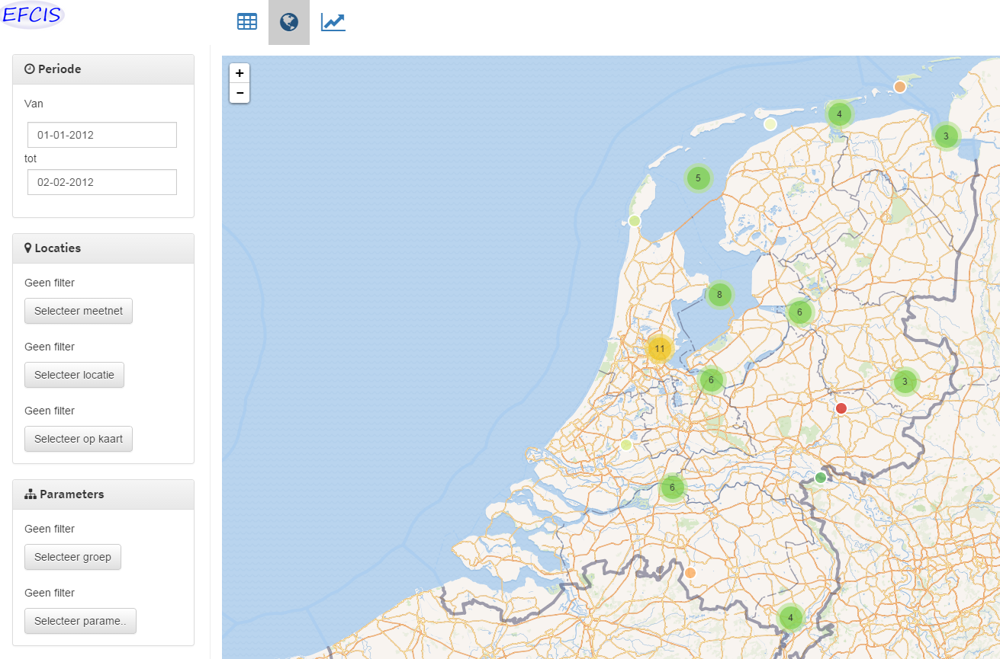 EFCIS
Periode
Van
01-01-2012
tot
02-02-2012
Locaties
Geen filter
Selecteer meetnet
Geen filter
Selecteer locatie
Geen filter
Selecteer op kaart
Parameters
Geen filter
Selecteer groep
Geen filter
Selecteer parame..
+
-
4
3
5
8
6
11
6
3
6
4